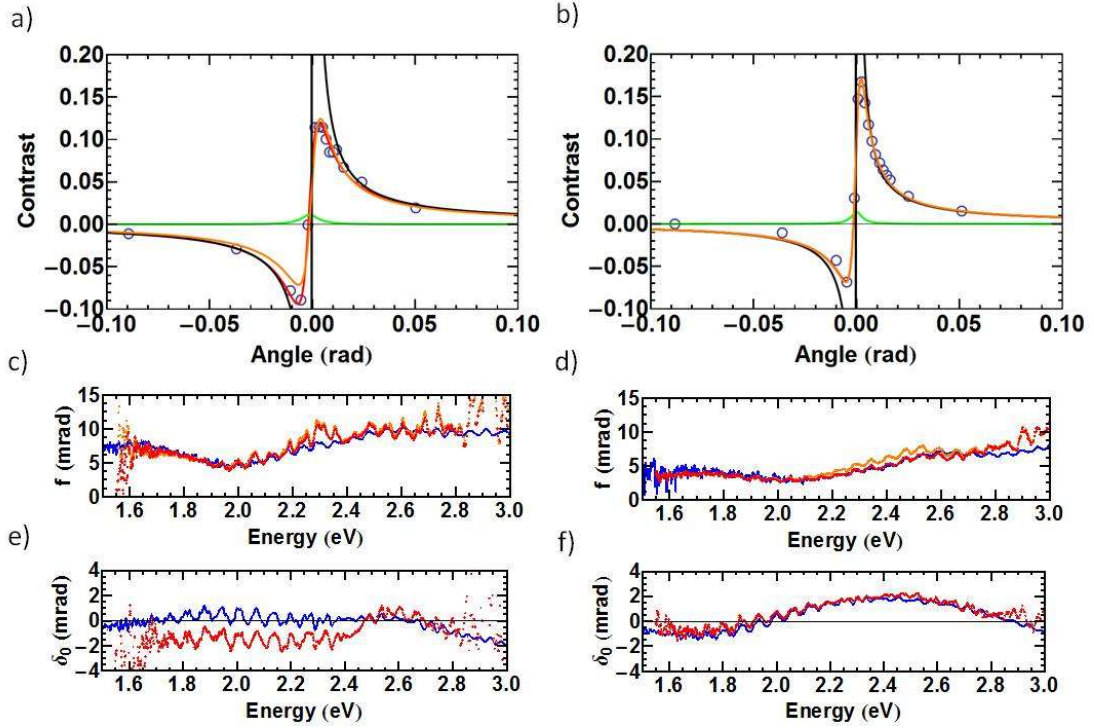 a)
b)
0.20 0.20
0.15 0.15
0.10 0.10
Contrast Contrast
0.05 0.05
0.00 0.00
−0.05 −0.05
−0.10 −0.10
−0.10 −0.05 0.00 0.05 0.10 −0.10 −0.05 0.00 0.05 0.10
Angle (rad) Angle (rad)
c) d)
15 15
10 10
f (mrad) f (mrad)
5 5
0 0
1.6 1.8 2.0 2.2 2.4 2.6 2.8 3.0 1.6 1.8 2.0 2.2 2.4 2.6 2.8 3.0
Energy (eV) Energy (eV)
e) f)
4 4
2 2
δ0 (mrad) δ0 (mrad)
0 0
−2 −2
−4 −4
1.6 1.8 2.0 2.2 2.4 2.6 2.8 3.0 1.6 1.8 2.0 2.2 2.4 2.6 2.8 3.0
Energy (eV) Energy (eV)